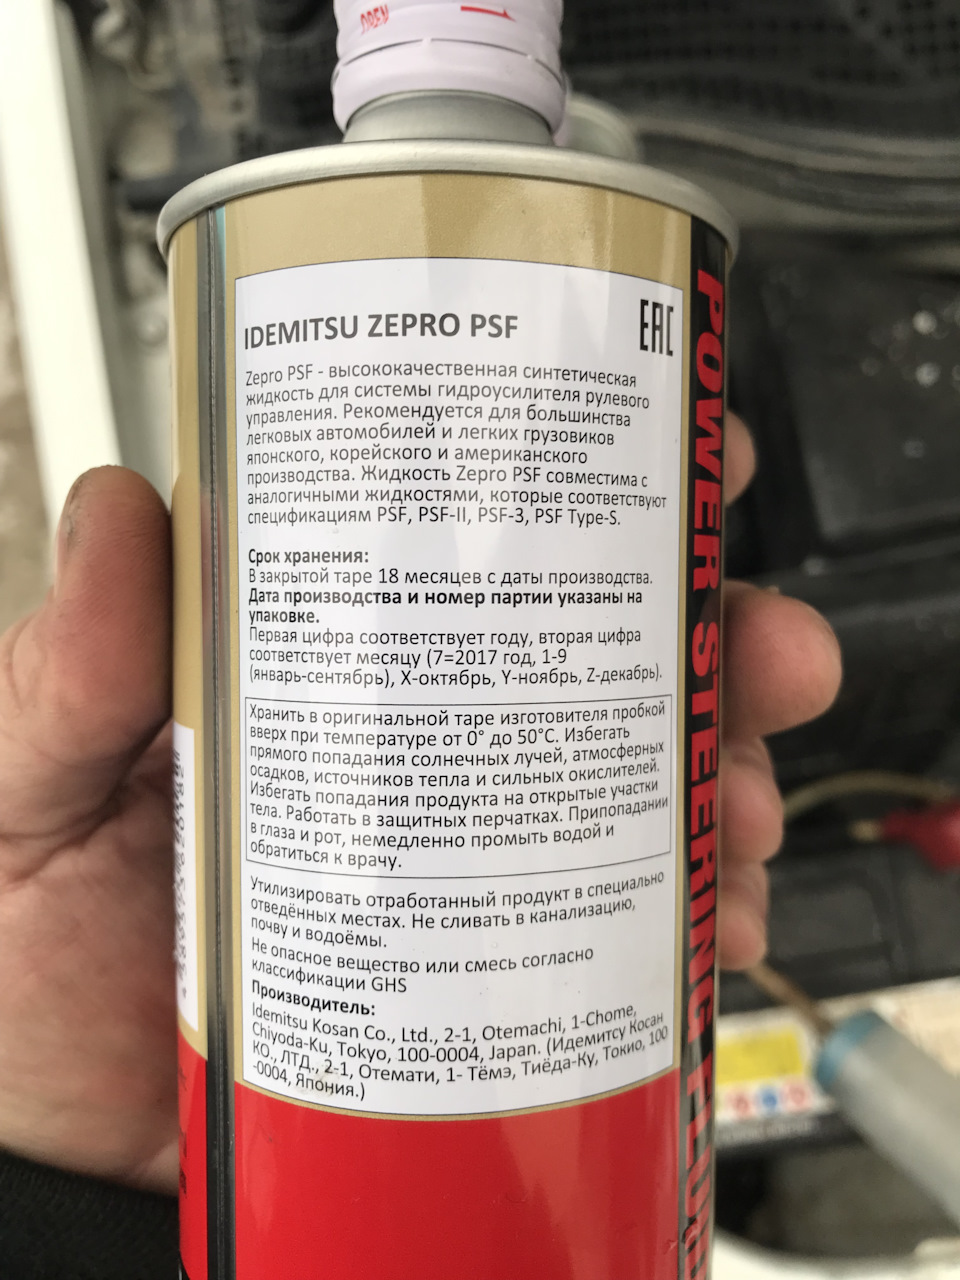 OPEN
1
IDEMITSU ZEPRO PSF
EAC
Zepro PSF - высококачественная синтетическая
жидкость для системы гидроусилителя рулевого
управления. Рекомендуется для большинства
легковых автомобилей и легких грузовиков
японского, корейского и американского
производства. Жидкость Zepro PSF совместима с
аналогичными жидкостями, которые соответствуют
спецификациям PSF, PSF-II, PSF-3, PSF Type-S.
Срок хранения:
В закрытой таре 18 месяцев с даты производства.
Дата производства и номер партии указаны на
упаковке.
Первая цифра соответствует году, вторая цифра
соответствует месяцу (7=2017 год, 1-9
(январь-сентябрь), X-октябрь, Y-ноябрь, Z-декабрь).
Хранить в оригинальной таре изготовителя пробкой
вверх при температуре от 0° до 50°C. Избегать
прямого попадания солнечных лучей, атмосферных
осадков, источников тепла и сильных окислителей.
Избегать попадания продукта на открытые участки
тела. Работать в защитных перчатках. Припопадании
в глаза и рот, немедленно промыть водой и
обратиться к врачу.
Утилизировать отработанный продукт в специально
отведённых местах. Не сливать в канализацию,
почву и водоёмы.
Не опасное вещество или смесь согласно
классификации GHS
Производитель:
Idemitsu Kosan Co., Ltd., 2-1, Otemachi, 1-Chome,
Chiyoda-Ku, Tokyo, 100-0004, Japan. (Идемитсу Косан
КО., ЛТД., 2-1, Отемати, 1- Тёмэ, Тиёда-Ку, Токио, 100
-0004, Япония.)
POWER STEERING FLUID